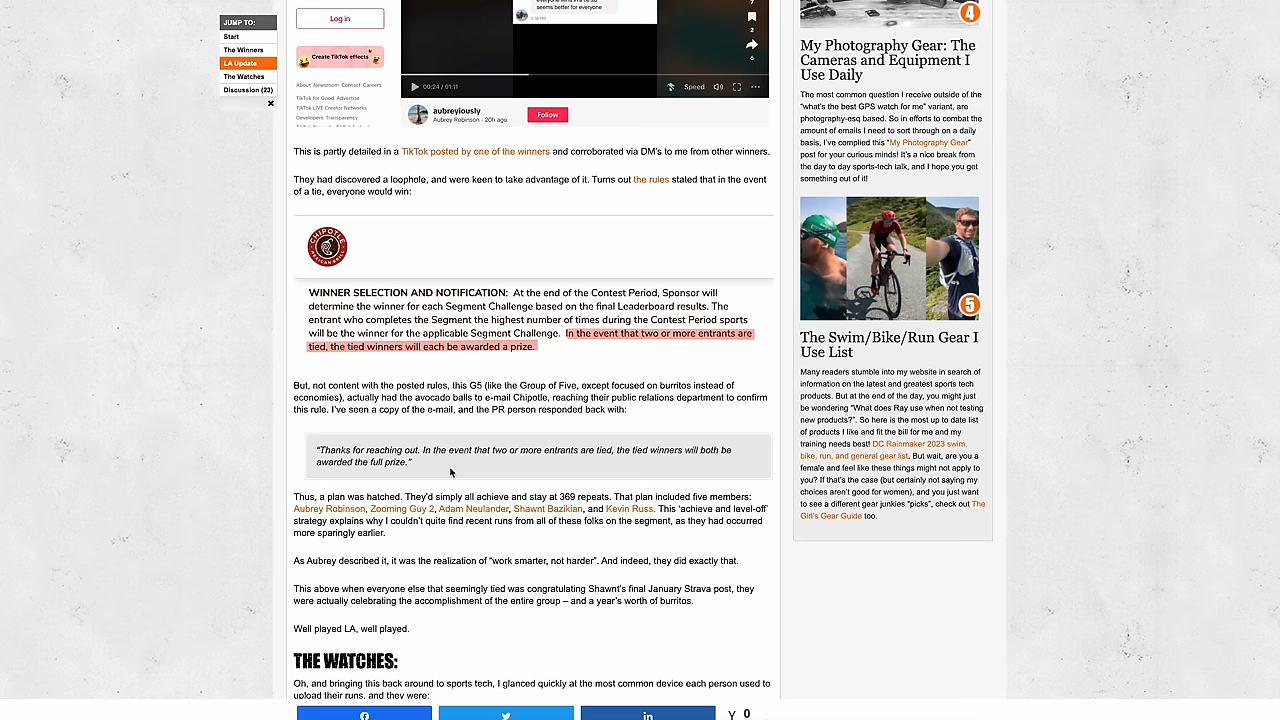 JUMP TO:
Start
The Winners
LA Update
The Watches
Discussion (23)
Log in
Create TikTok effects
About Newsroom Contact Careers
TikTok for Good Advertise
TikTok LIVE Creator Networks
Developers Transparency
seems better for everyone
2
6
00:24 / 01:11
Speed
aubreyiously
Aubrey Robinson · 20h ago
Follow
This is partly detailed in a TikTok posted by one of the winners and corroborated via DM's to me from other winners.
They had discovered a loophole, and were keen to take advantage of it. Turns out the rules stated that in the event
of a tie, everyone would win:
CHIPOTLE
MEXICAN GRILL
WINNER SELECTION AND NOTIFICATION: At the end of the Contest Period, Sponsor will
determine the winner for each Segment Challenge based on the final Leaderboard results. The
entrant who completes the Segment the highest number of times during the Contest Period sports
will be the winner for the applicable Segment Challenge. In the event that two or more entrants are
tied, the tied winners will each be awarded a prize.
But, not content with the posted rules, this G5 (like the Group of Five, except focused on burritos instead of
economies), actually had the avocado balls to e-mail Chipotle, reaching their public relations department to confirm
this rule. I've seen a copy of the e-mail, and the PR person responded back with:
"Thanks for reaching out. In the event that two or more entrants are tied, the tied winners will both be
awarded the full prize."
Thus, a plan was hatched. They'd simply all achieve and stay at 369 repeats. That plan included five members:
Aubrey Robinson, Zooming Guy 2, Adam Neulander, Shawnt Bazikian, and Kevin Russ. This 'achieve and level-off'
strategy explains why I couldn't quite find recent runs from all of these folks on the segment, as they had occurred
more sparingly earlier.
As Aubrey described it, it was the realization of "work smarter, not harder". And indeed, they did exactly that.
This above when everyone else that seemingly tied was congratulating Shawnt's final January Strava post, they
were actually celebrating the accomplishment of the entire group – and a year's worth of burritos.
Well played LA, well played.
THE WATCHES:
Oh, and bringing this back around to sports tech, I glanced quickly at the most common device each person used to
upload their runs, and they were:
Y 0
4
My Photography Gear: The
Cameras and Equipment I
Use Daily
The most common question I receive outside of the
"what's the best GPS watch for me" variant, are
photography-esq based. So in efforts to combat the
amount of emails I need to sort through on a daily
basis, I've complied this "My Photography Gear"
post for your curious minds! It's a nice break from
the day to day sports-tech talk, and I hope you get
something out of it!
5
The Swim/Bike/Run Gear I
Use List
Many readers stumble into my website in search of
information on the latest and greatest sports tech
products. But at the end of the day, you might just
be wondering "What does Ray use when not testing
new products?". So here is the most up to date list
of products I like and fit the bill for me and my
training needs best! DC Rainmaker 2023 swim,
bike, run, and general gear list. But wait, are you a
female and feel like these things might not apply to
you? If that's the case (but certainly not saying my
choices aren't good for women), and you just want
to see a different gear junkies "picks", check out The
Girl's Gear Guide too.